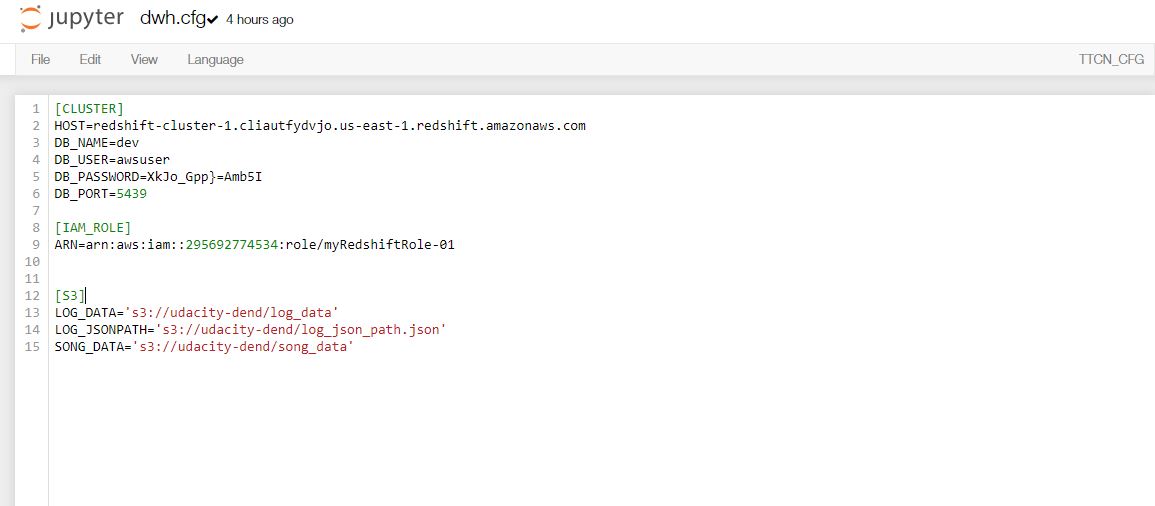 jupyter dwh.cfg✔ 4 hours ago
File Edit View Language TTCN_CFG
1 [CLUSTER]
2 HOST=redshift-cluster-1.cliautfydvjo.us-east-1.redshift.amazonaws.com
3 DB_NAME=dev
4 DB_USER=awsuser
5 DB_PASSWORD=XkJo_Gpp}=Amb5I
6 DB_PORT=5439
7
8 [IAM_ROLE]
9 ARN=arn:aws:iam::295692774534:role/myRedshiftRole-01
10
11
12 [S3]
13 LOG_DATA='s3://udacity-dend/log_data'
14 LOG_JSONPATH='s3://udacity-dend/log_json_path.json'
15 SONG_DATA='s3://udacity-dend/song_data'